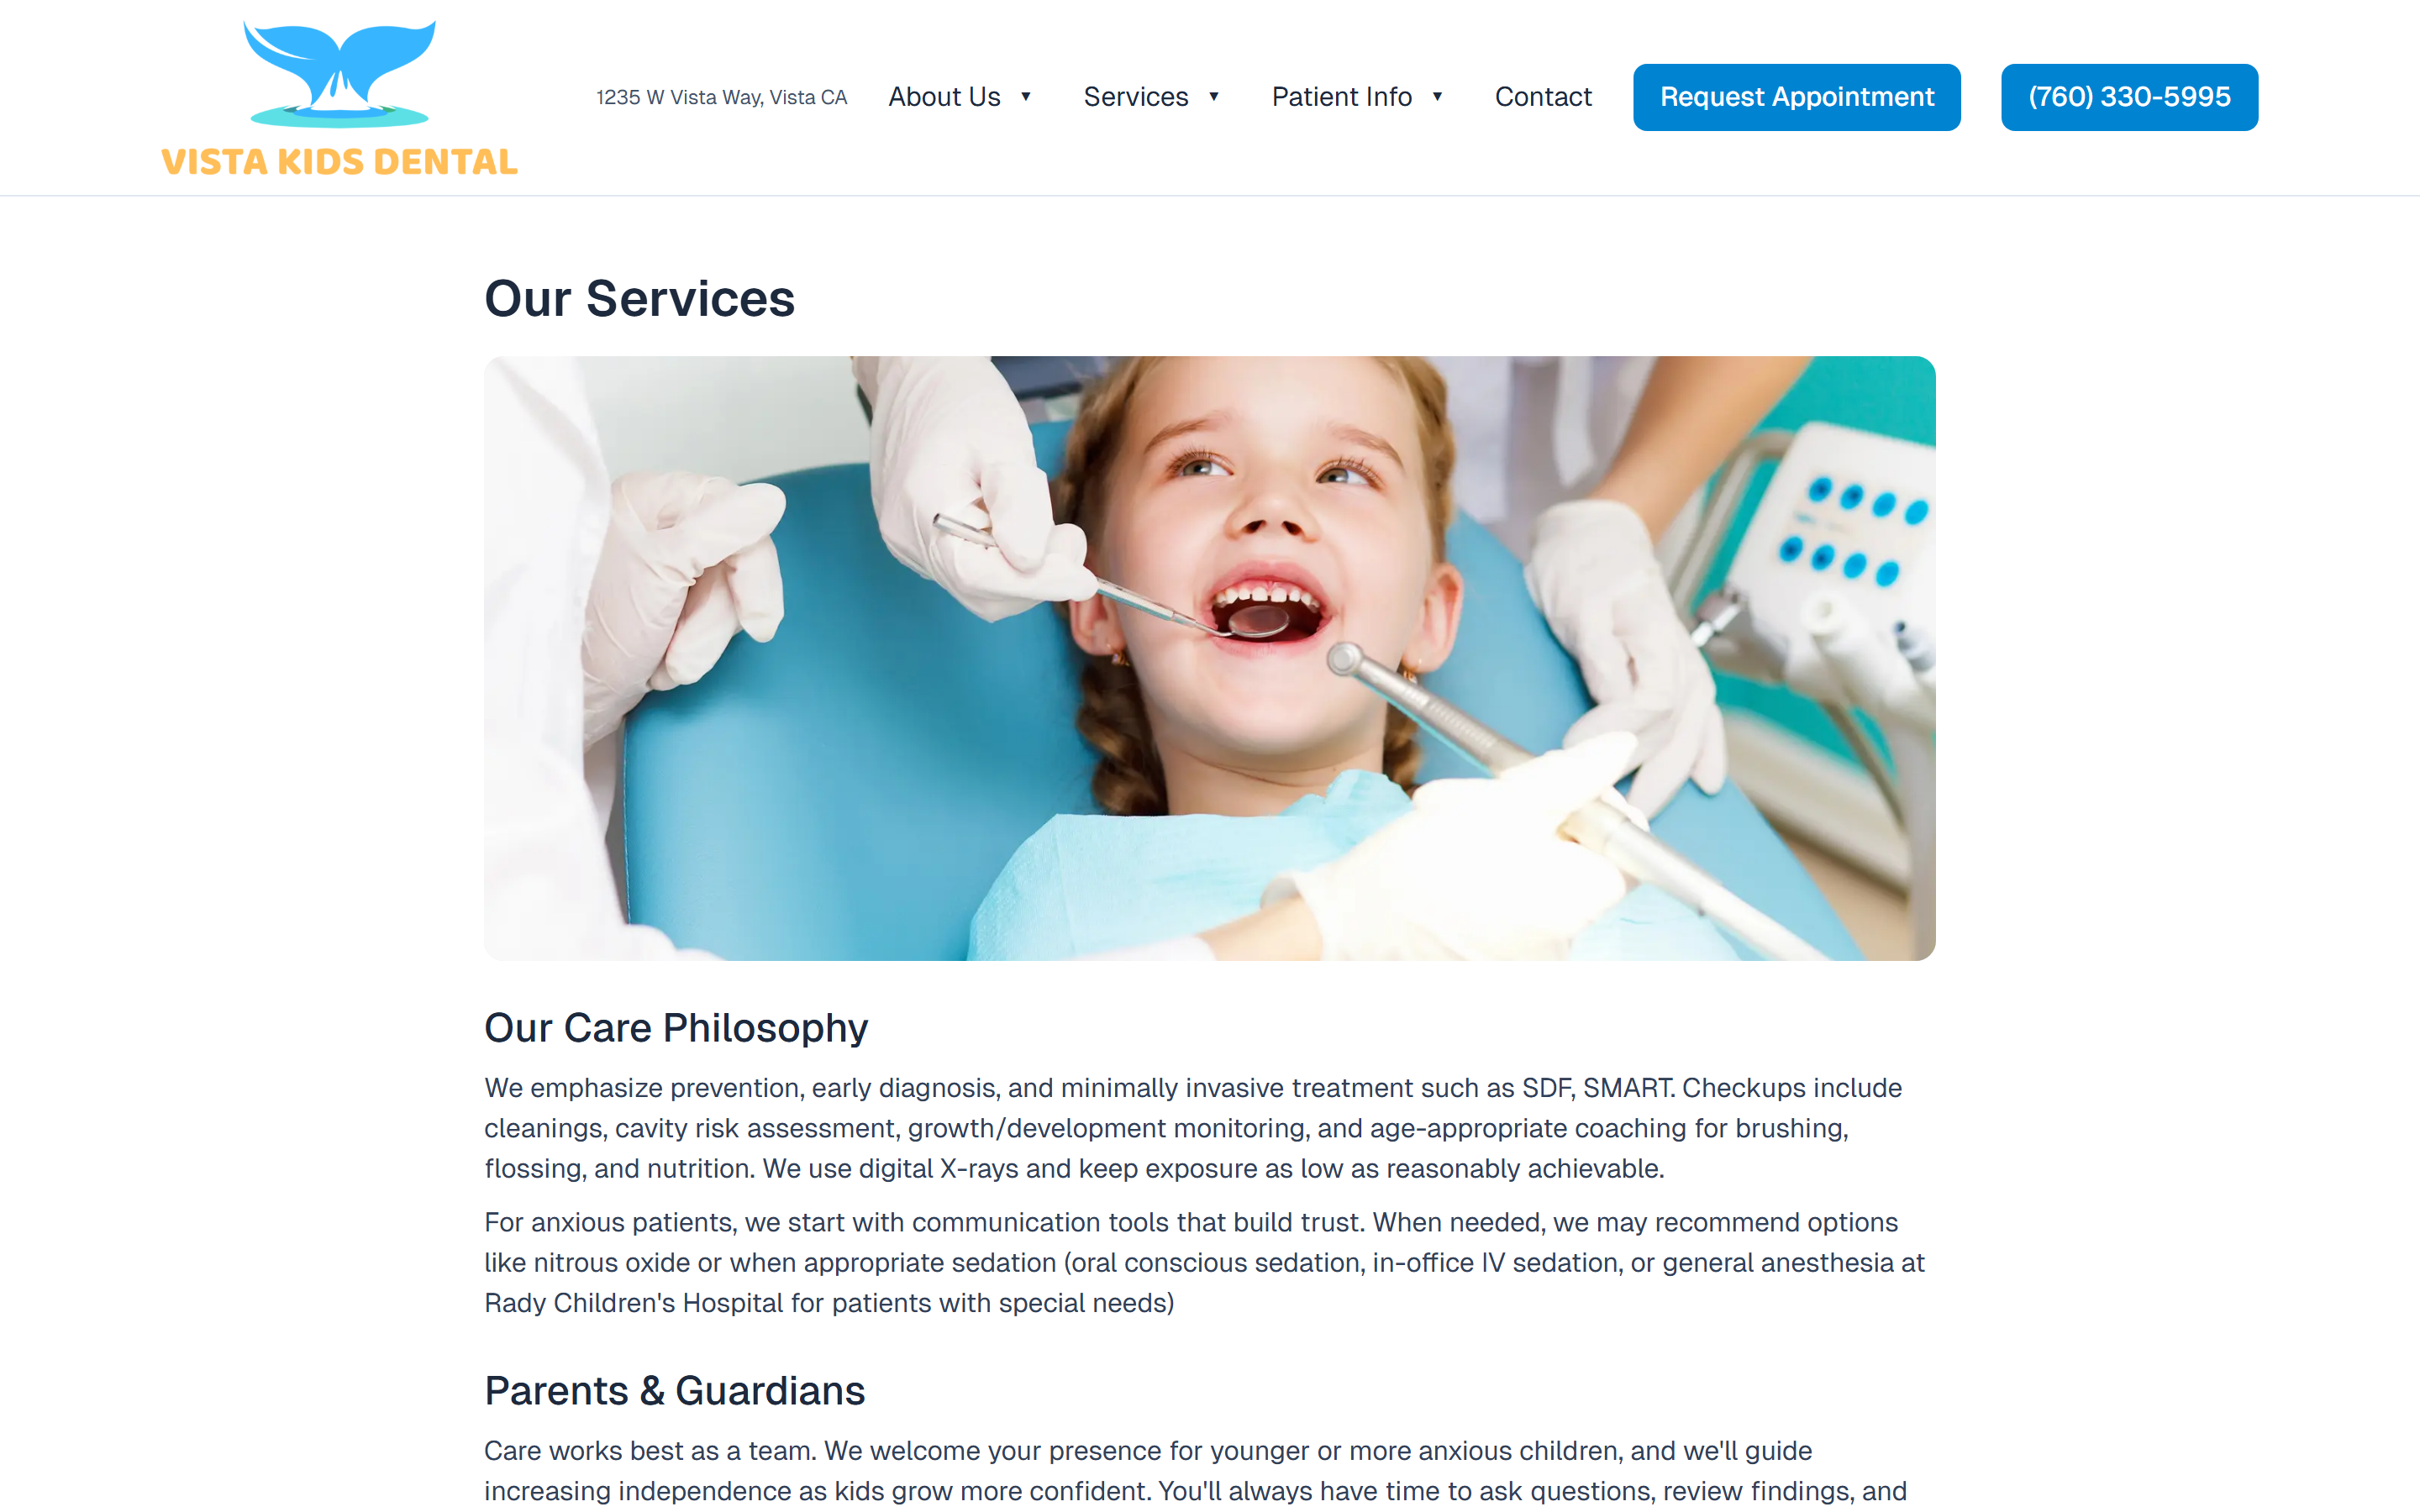 VISTA KIDS DENTAL
1235 W Vista Way, Vista CA
About Us ▼
Services ▼
Patient Info ▼
Contact
Request Appointment
(760) 330-5995
Our Services
Our Care Philosophy
We emphasize prevention, early diagnosis, and minimally invasive treatment such as SDF, SMART. Checkups include
cleanings, cavity risk assessment, growth/development monitoring, and age-appropriate coaching for brushing,
flossing, and nutrition. We use digital X-rays and keep exposure as low as reasonably achievable.
For anxious patients, we start with communication tools that build trust. When needed, we may recommend options
like nitrous oxide or when appropriate sedation (oral conscious sedation, in-office IV sedation, or general anesthesia at
Rady Children's Hospital for patients with special needs)
Parents & Guardians
Care works best as a team. We welcome your presence for younger or more anxious children, and we'll guide
increasing independence as kids grow more confident. You'll always have time to ask questions, review findings, and